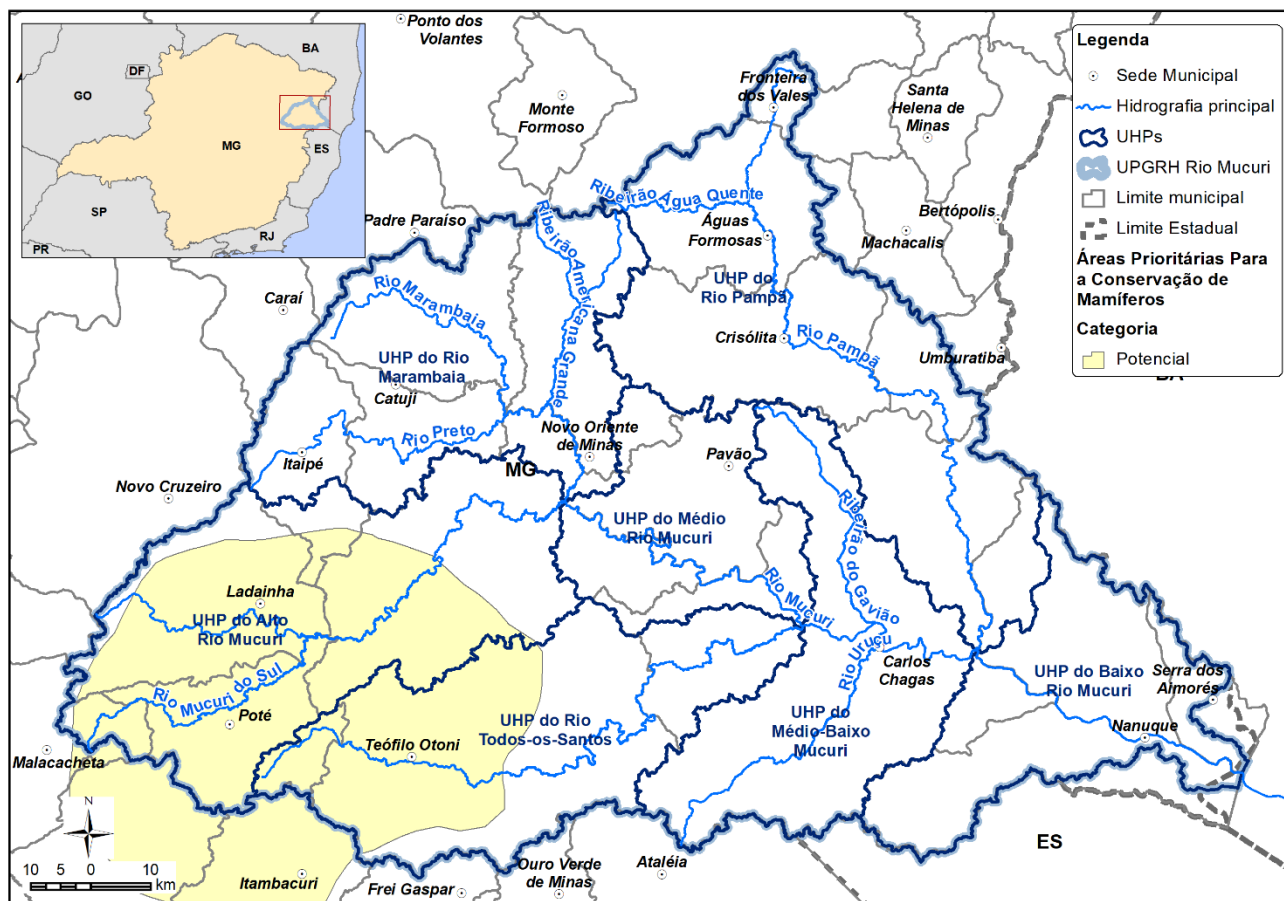 BA
DF
GO
MG
ES
SP
RJ
PR
Ponto dos
Volantes
Monte
Formoso
Fronteira
dos Vales
Santa
Helena de
Minas
Legenda
Sede Municipal
Hidrografia principal
UHPs
UPGRH Rio Mucuri
Limite municipal
Limite Estadual
Áreas Prioritárias Para
a Conservação de
Mamíferos
Categoria
Potencial
Padre Paraíso
Ribeirão Água Quente
Ribeirão Americana Grande
Águas
Formosas
Bertópolis
Machacalis
Caraí
Rio Marambaia
UHP do
Rio Pampã
UHP do Rio
Marambaia
Catuji
Crisólita
Rio Pampã
Umburatiba
BA
Rio Preto
Itaipé
Novo Oriente
de Minas
MG
Pavão
Novo Cruzeiro
UHP do Médio
Rio Mucuri
Ribeirão do Gavião
Rio Mucuri
Ladainha
UHP do Alto
Rio Mucuri
Rio Uruçu
Carlos
Chagas
Rio Mucuri do Sul
Poté
UHP do Baixo
Rio Mucuri
Serra dos
Aimorés
Nanuque
UHP do Rio
Todos-os-Santos
Teófilo Otoni
UHP do
Médio-Baixo
Mucuri
Malacacheta
N
10 5 0 10
km
Itambacuri
Frei Gaspar
Ouro Verde
de Minas
Ataléia
ES